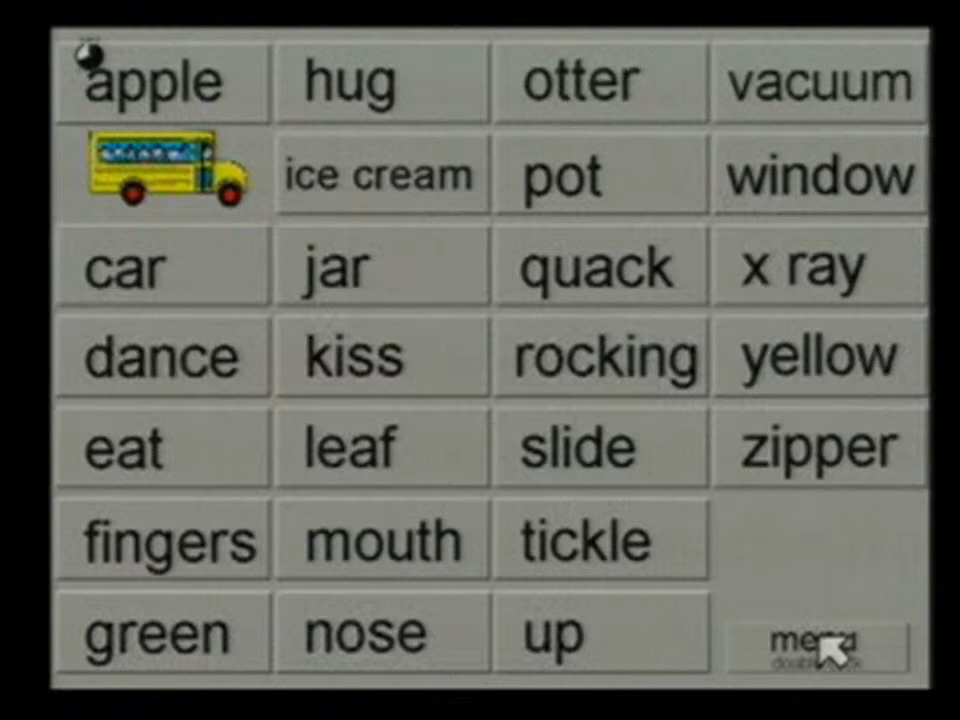 apple
hug
otter
vacuum
ice cream
pot
window
car
jar
quack
x ray
dance
kiss
rocking
yellow
eat
leaf
slide
zipper
fingers
mouth
tickle
green
nose
up
menu